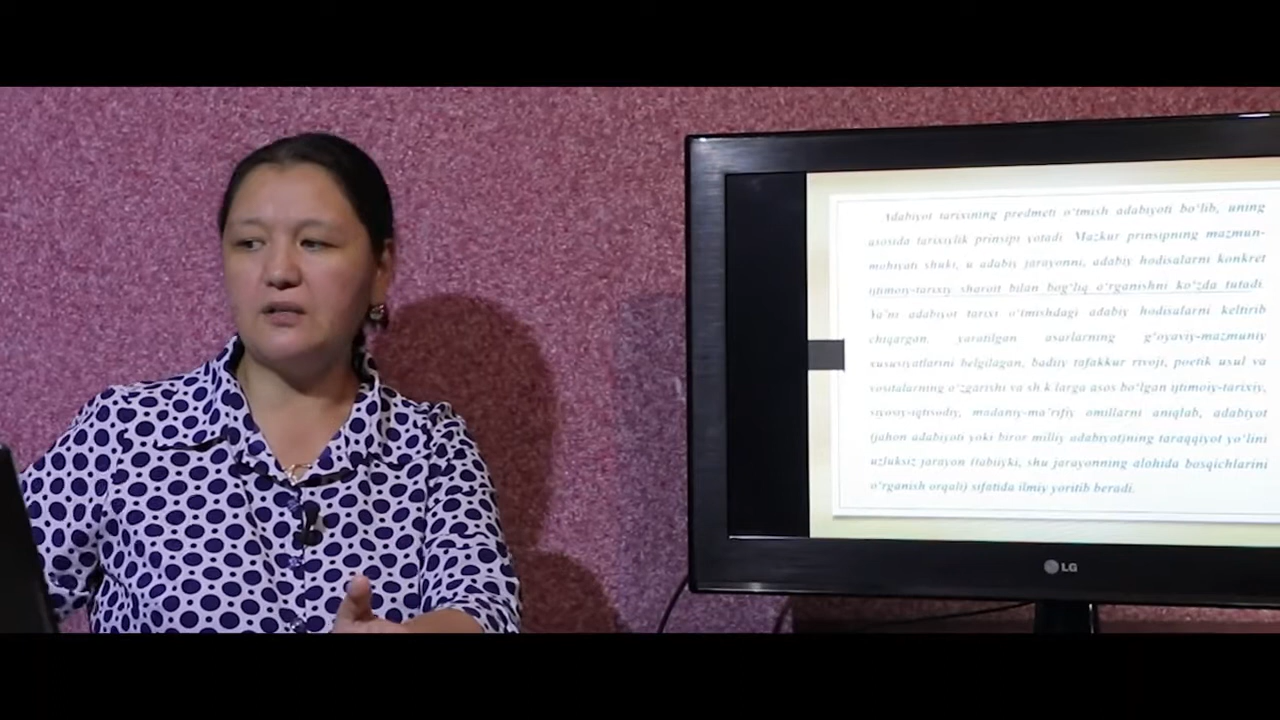 Adabiyot tarixining predmeti o‘tmish adabiyoti bo‘lib, uning
asosida tarixiylik prinsipi yotadi. Mazkur prinsipning mazmun-
mohiyati shuki, u adabiy jarayonni, adabiy hodisalarni konkret
ijtimoiy-tarixiy sharoit bilan bog‘liq o‘rganishni ko‘zda tutadi.
Ya’ni adabiyot tarixi o‘tmishdagi adabiy hodisalarni keltirib
chiqargan, yaratilgan asarlarning g‘oyaviy-mazmuniy
xususiyatlarini belgilagan, badiiy tafakkur rivoji, poetik usul va
vositalarning o‘zgarishi va sh.k.larga asos bo‘lgan ijtimoiy-tarixiy,
siyosiy-iqtisodiy, madaniy-ma’rifiy omillarni aniqlab, adabiyot
(jahon adabiyoti yoki biror milliy adabiyot)ning taraqqiyot yo‘lini
uzluksiz jarayon (tabiiyki, shu jarayonning alohida bosqichlarini
o‘rganish orqali) sifatida ilmiy yoritib beradi.
LG